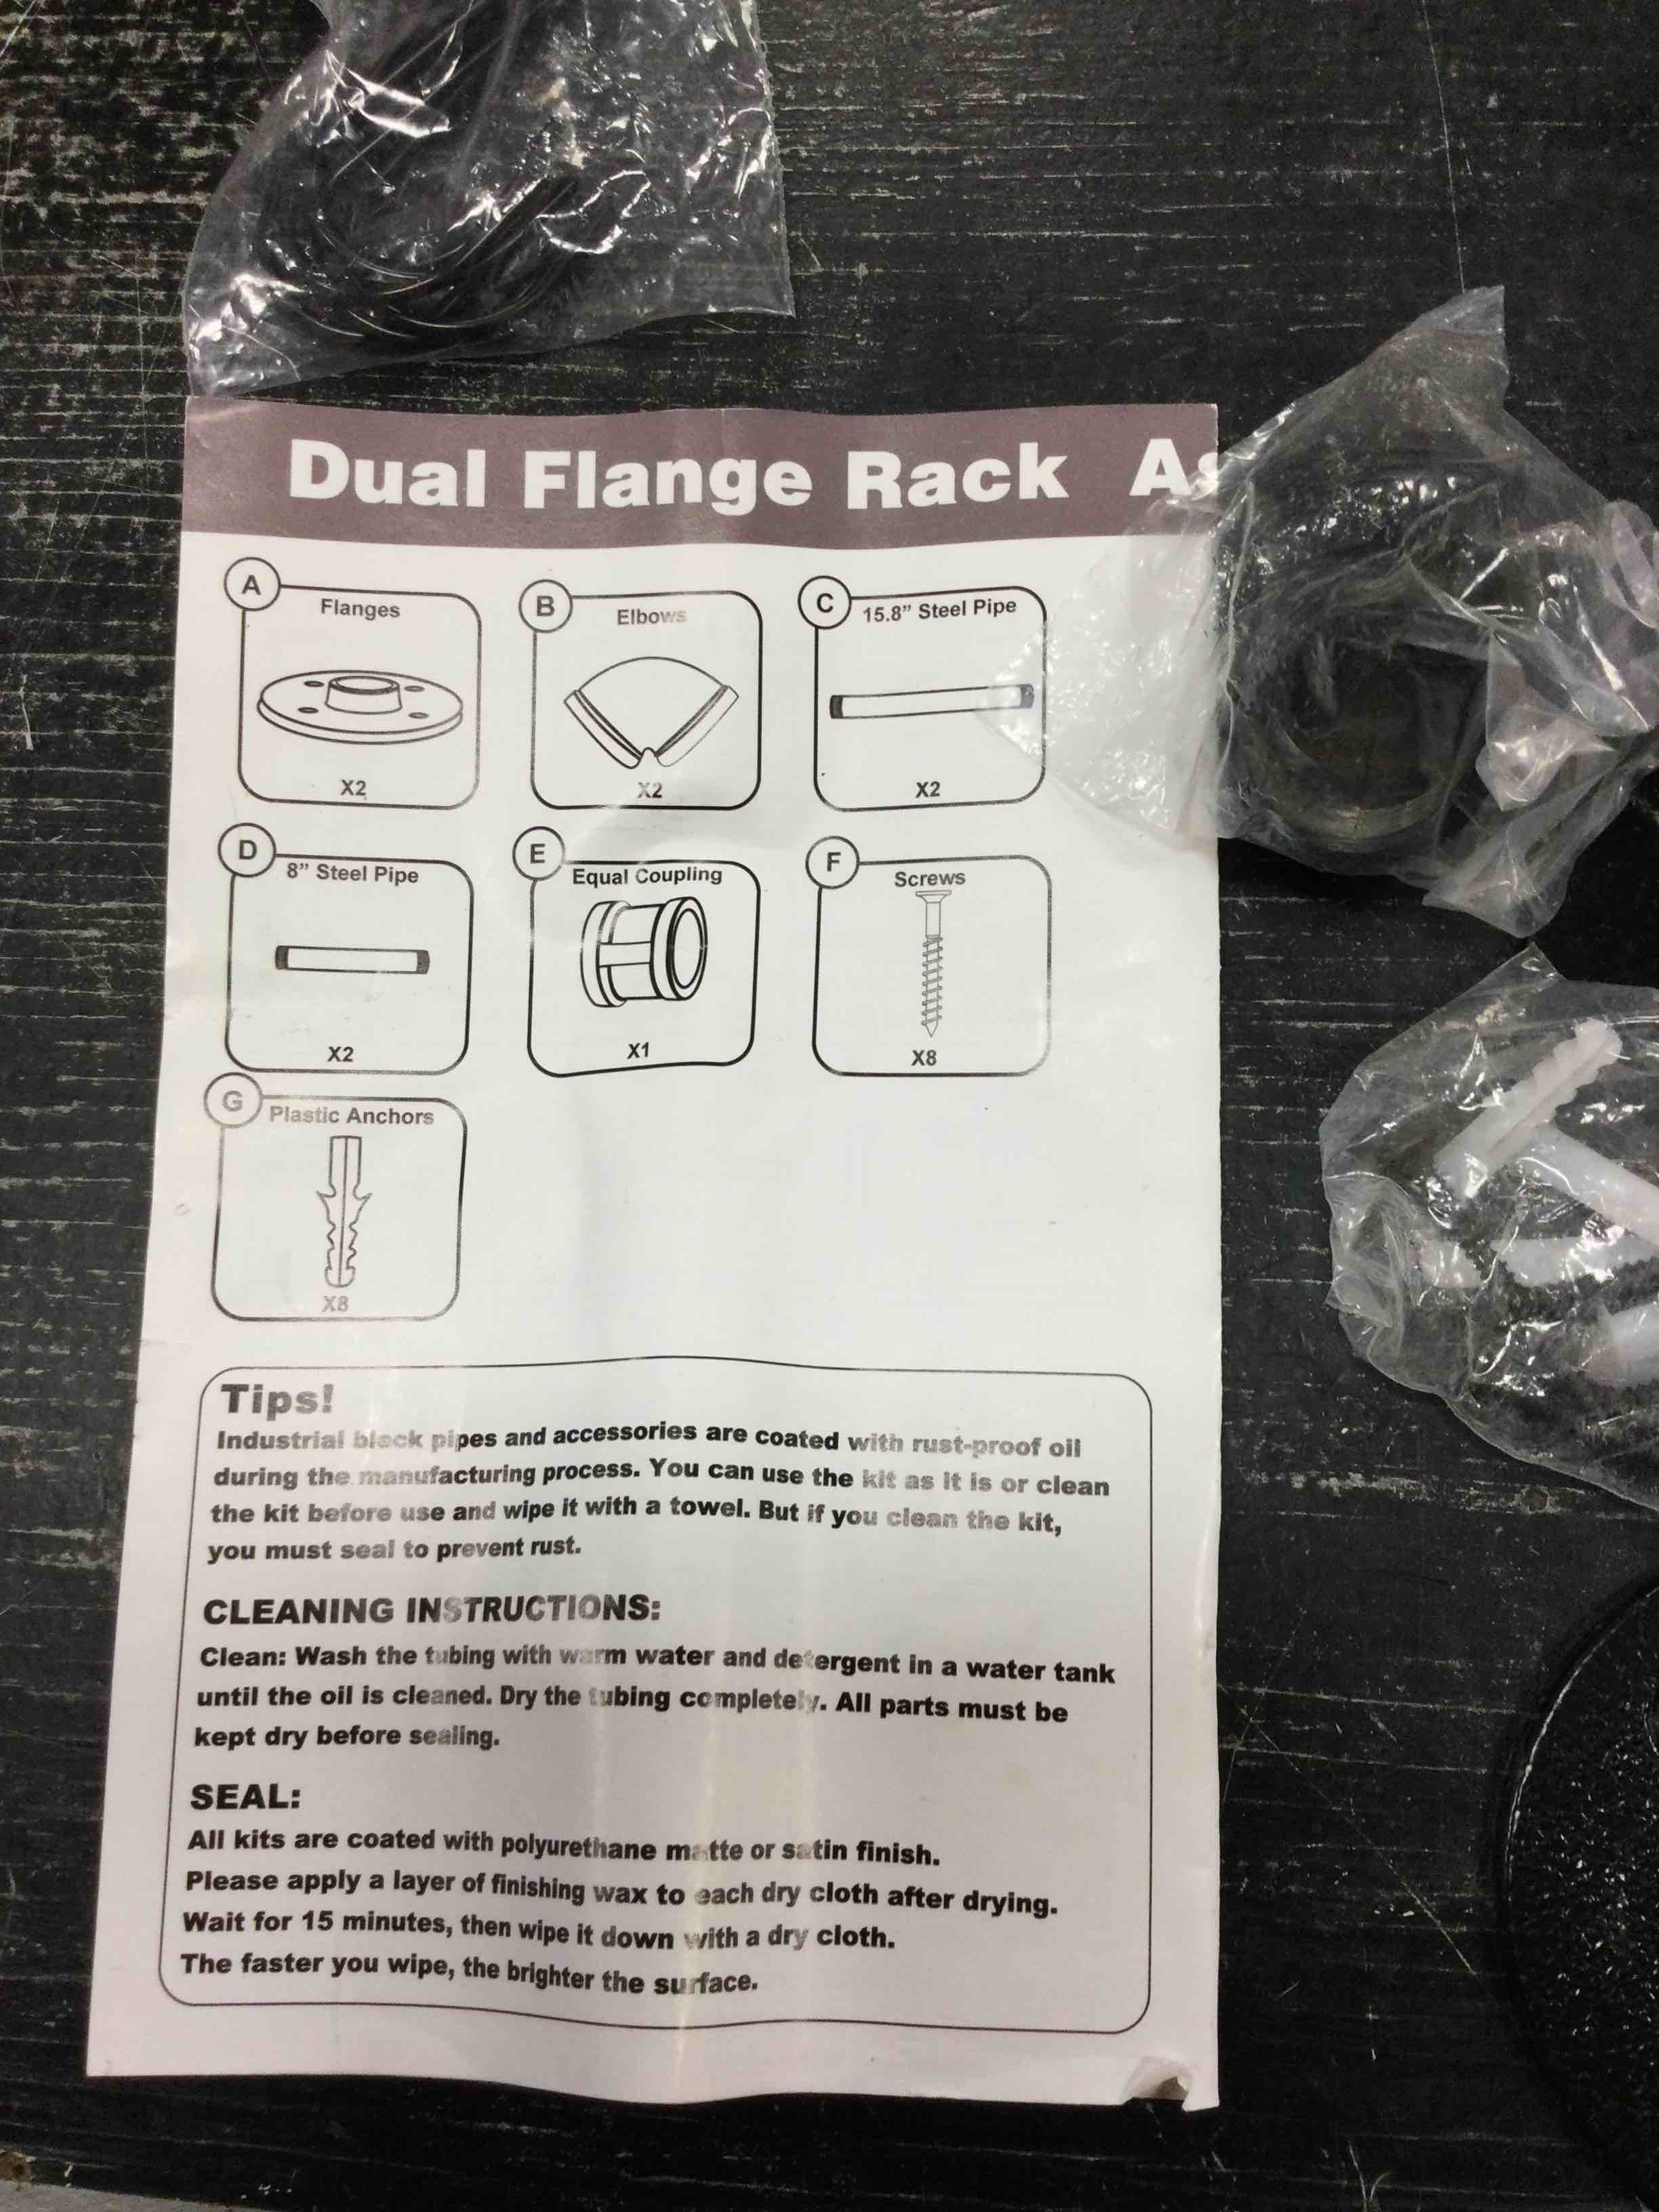 Dual Flange Rack
A
Flanges
X2
B
Elbows
X2
C
15.8” Steel Pipe
X2
D
8” Steel Pipe
X2
E
Equal Coupling
X1
F
Screws
X8
G
Plastic Anchors
X8
Tips!
Industrial black pipes and accessories are coated with rust-proof oil
during the manufacturing process. You can use the kit as it is or clean
the kit before use and wipe it with a towel. But if you clean the kit,
you must seal to prevent rust.
CLEANING INSTRUCTIONS:
Clean: Wash the tubing with warm water and detergent in a water tank
until the oil is cleaned. Dry the tubing completely. All parts must be
kept dry before sealing.
SEAL:
All kits are coated with polyurethane matte or satin finish.
Please apply a layer of finishing wax to each dry cloth after drying.
Wait for 15 minutes, then wipe it down with a dry cloth.
The faster you wipe, the brighter the surface.